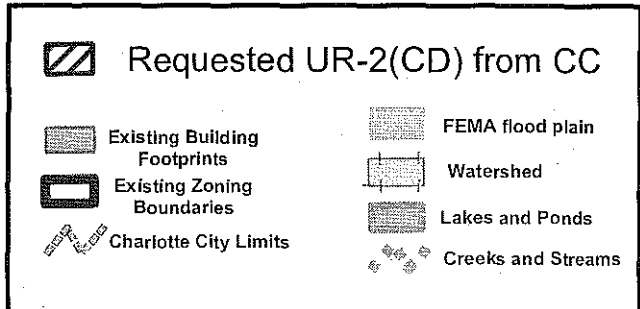 Requested UR-2(CD) from CC
Existing Building
Footprints
Existing Zoning
Boundaries
Charlotte City Limits
FEMA flood plain
Watershed
Lakes and Ponds
Creeks and Streams